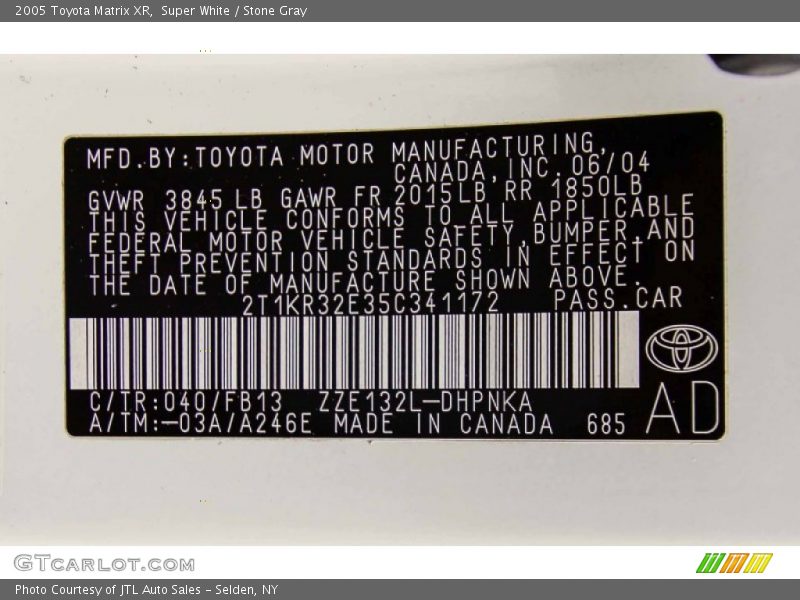 2005 Toyota Matrix XR, Super White / Stone Gray
MFD.BY:TOYOTA MOTOR MANUFACTURING,
CANADA,INC.06/04
GVWR 3845 LB GAWR FR 2015LB RR 1850LB
THIS VEHICLE CONFORMS TO ALL APPLICABLE
FEDERAL MOTOR VEHICLE SAFETY,BUMPER,AND
THEFT PREVENTION STANDARDS IN EFFECT ON
THE DATE OF MANUFACTURE SHOWN ABOVE.
2T1KR32E35C341172 PASS.CAR
C/TR:040/FB13 ZZE132L-DHPNKA
A/TM:-03A/A246E MADE IN CANADA 685
AD
GTCARLOT.COM
Photo Courtesy of JTL Auto Sales - Selden, NY